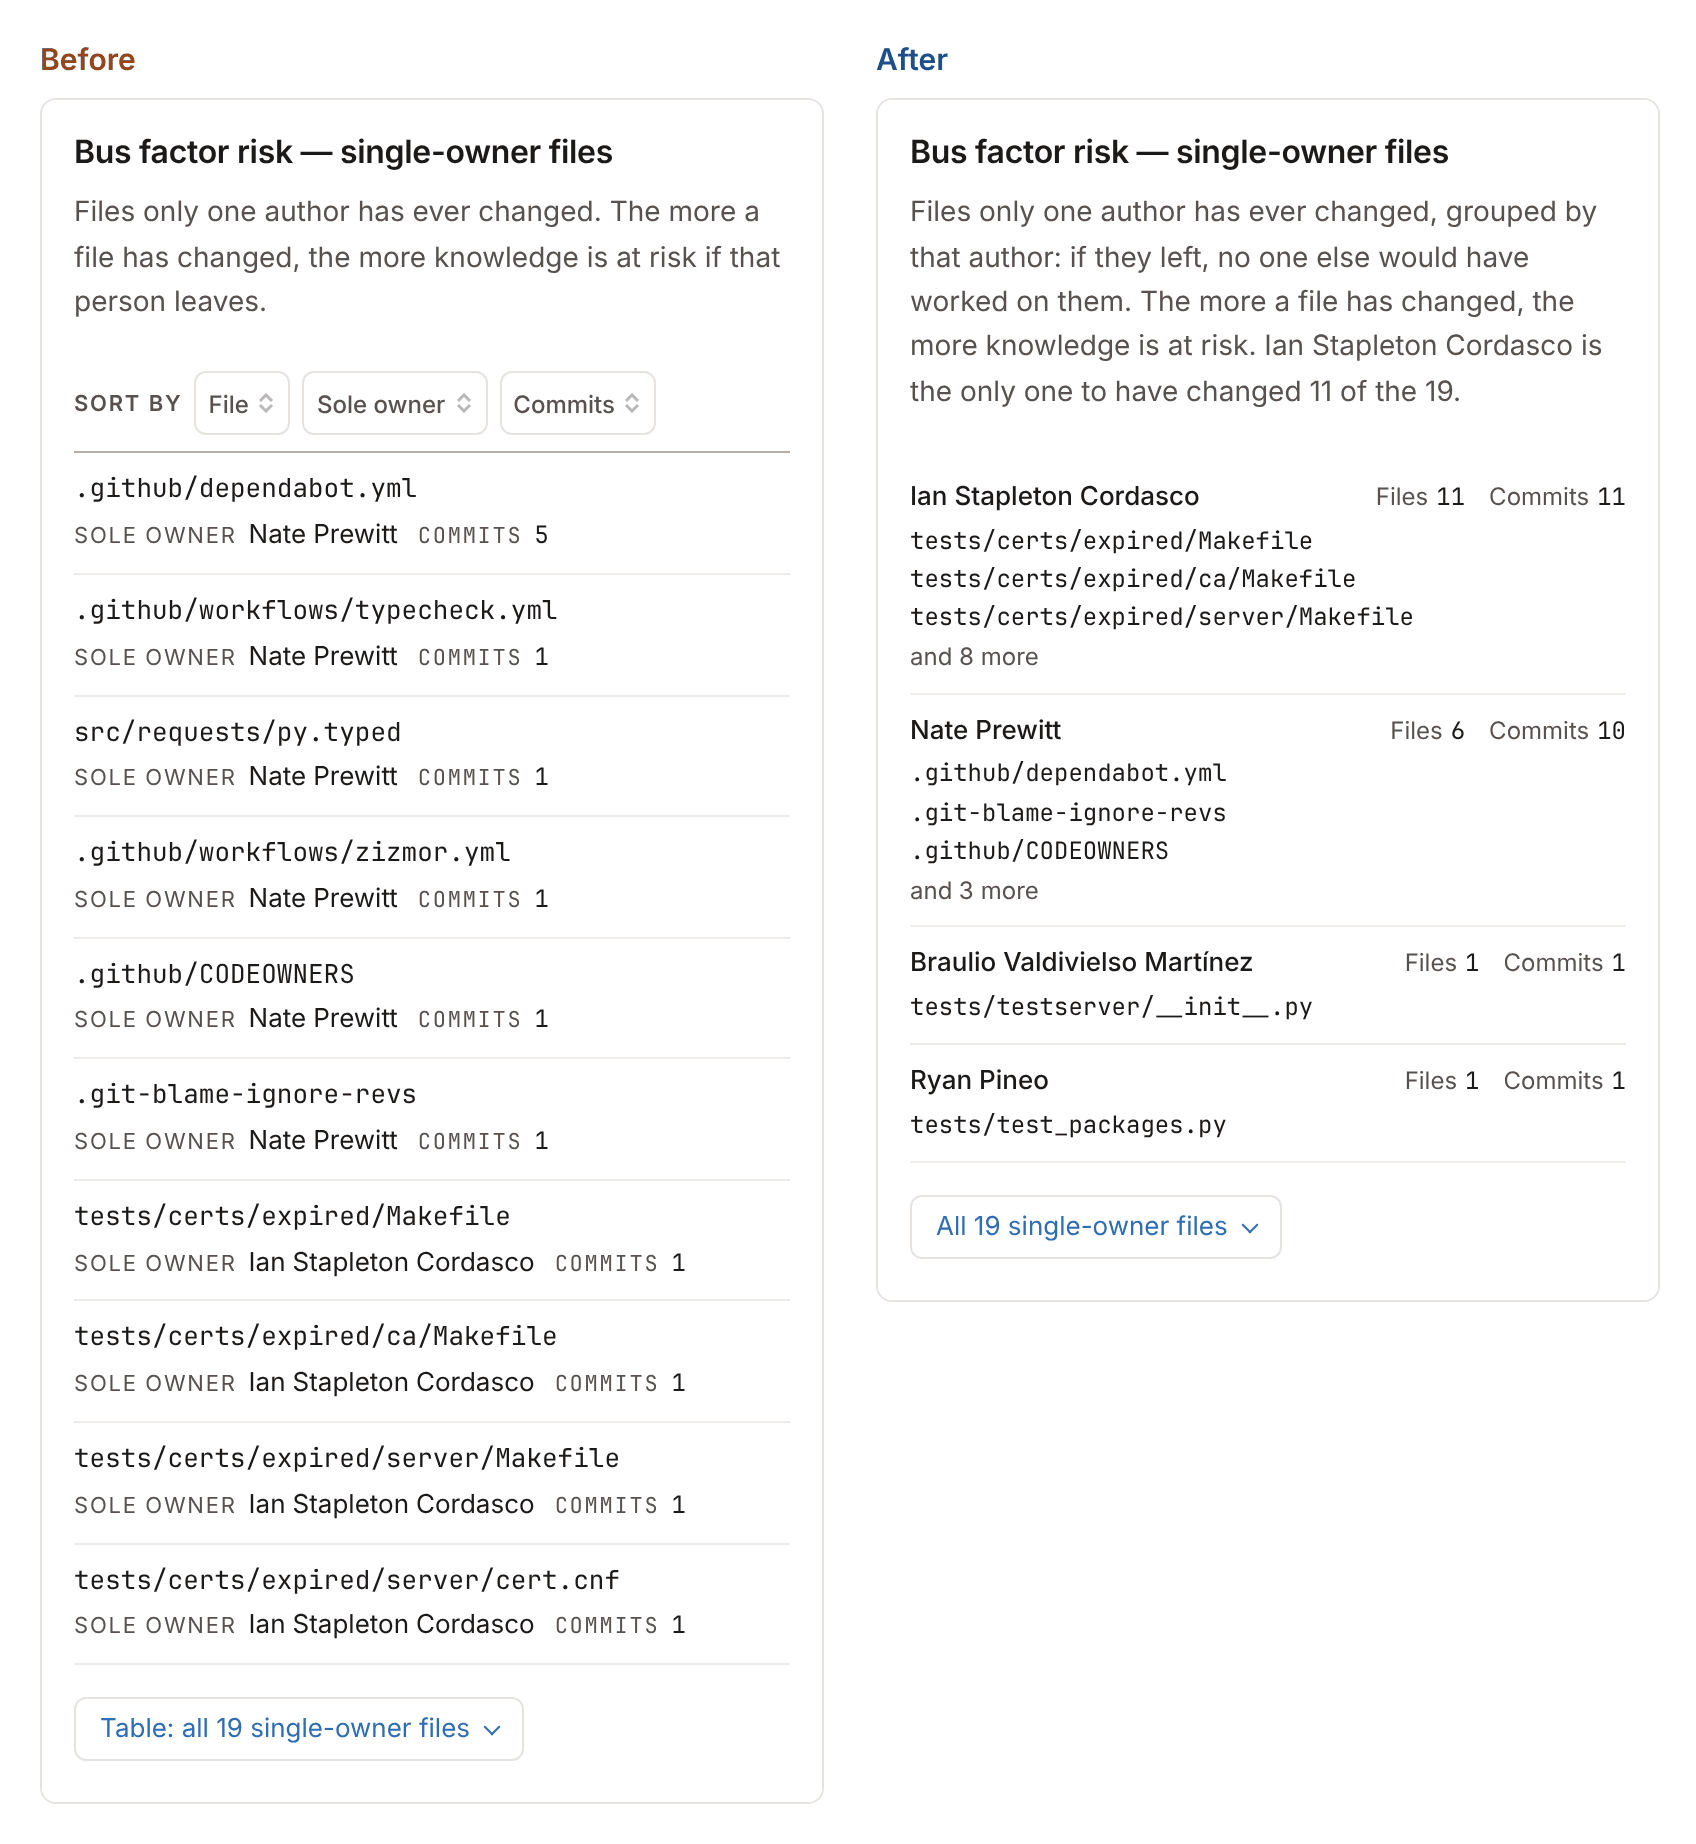 Before
Bus factor risk — single-owner files
Files only one author has ever changed. The more a
file has changed, the more knowledge is at risk if that
person leaves.
SORT BY File Sole owner Commits
.github/dependabot.yml
SOLE OWNER Nate Prewitt COMMITS 5
.github/workflows/typecheck.yml
SOLE OWNER Nate Prewitt COMMITS 1
src/requests/py.typed
SOLE OWNER Nate Prewitt COMMITS 1
.github/workflows/zizmor.yml
SOLE OWNER Nate Prewitt COMMITS 1
.github/CODEOWNERS
SOLE OWNER Nate Prewitt COMMITS 1
.git-blame-ignore-revs
SOLE OWNER Nate Prewitt COMMITS 1
tests/certs/expired/Makefile
SOLE OWNER Ian Stapleton Cordasco COMMITS 1
tests/certs/expired/ca/Makefile
SOLE OWNER Ian Stapleton Cordasco COMMITS 1
tests/certs/expired/server/Makefile
SOLE OWNER Ian Stapleton Cordasco COMMITS 1
tests/certs/expired/server/cert.cnf
SOLE OWNER Ian Stapleton Cordasco COMMITS 1
Table: all 19 single-owner files
After
Bus factor risk — single-owner files
Files only one author has ever changed, grouped by
that author: if they left, no one else would have
worked on them. The more a file has changed, the
more knowledge is at risk. Ian Stapleton Cordasco is
the only one to have changed 11 of the 19.
Ian Stapleton Cordasco Files 11 Commits 11
tests/certs/expired/Makefile
tests/certs/expired/ca/Makefile
tests/certs/expired/server/Makefile
and 8 more
Nate Prewitt Files 6 Commits 10
.github/dependabot.yml
.git-blame-ignore-revs
.github/CODEOWNERS
and 3 more
Braulio Valdivielso Martínez Files 1 Commits 1
tests/testserver/__init__.py
Ryan Pineo Files 1 Commits 1
tests/test_packages.py
All 19 single-owner files